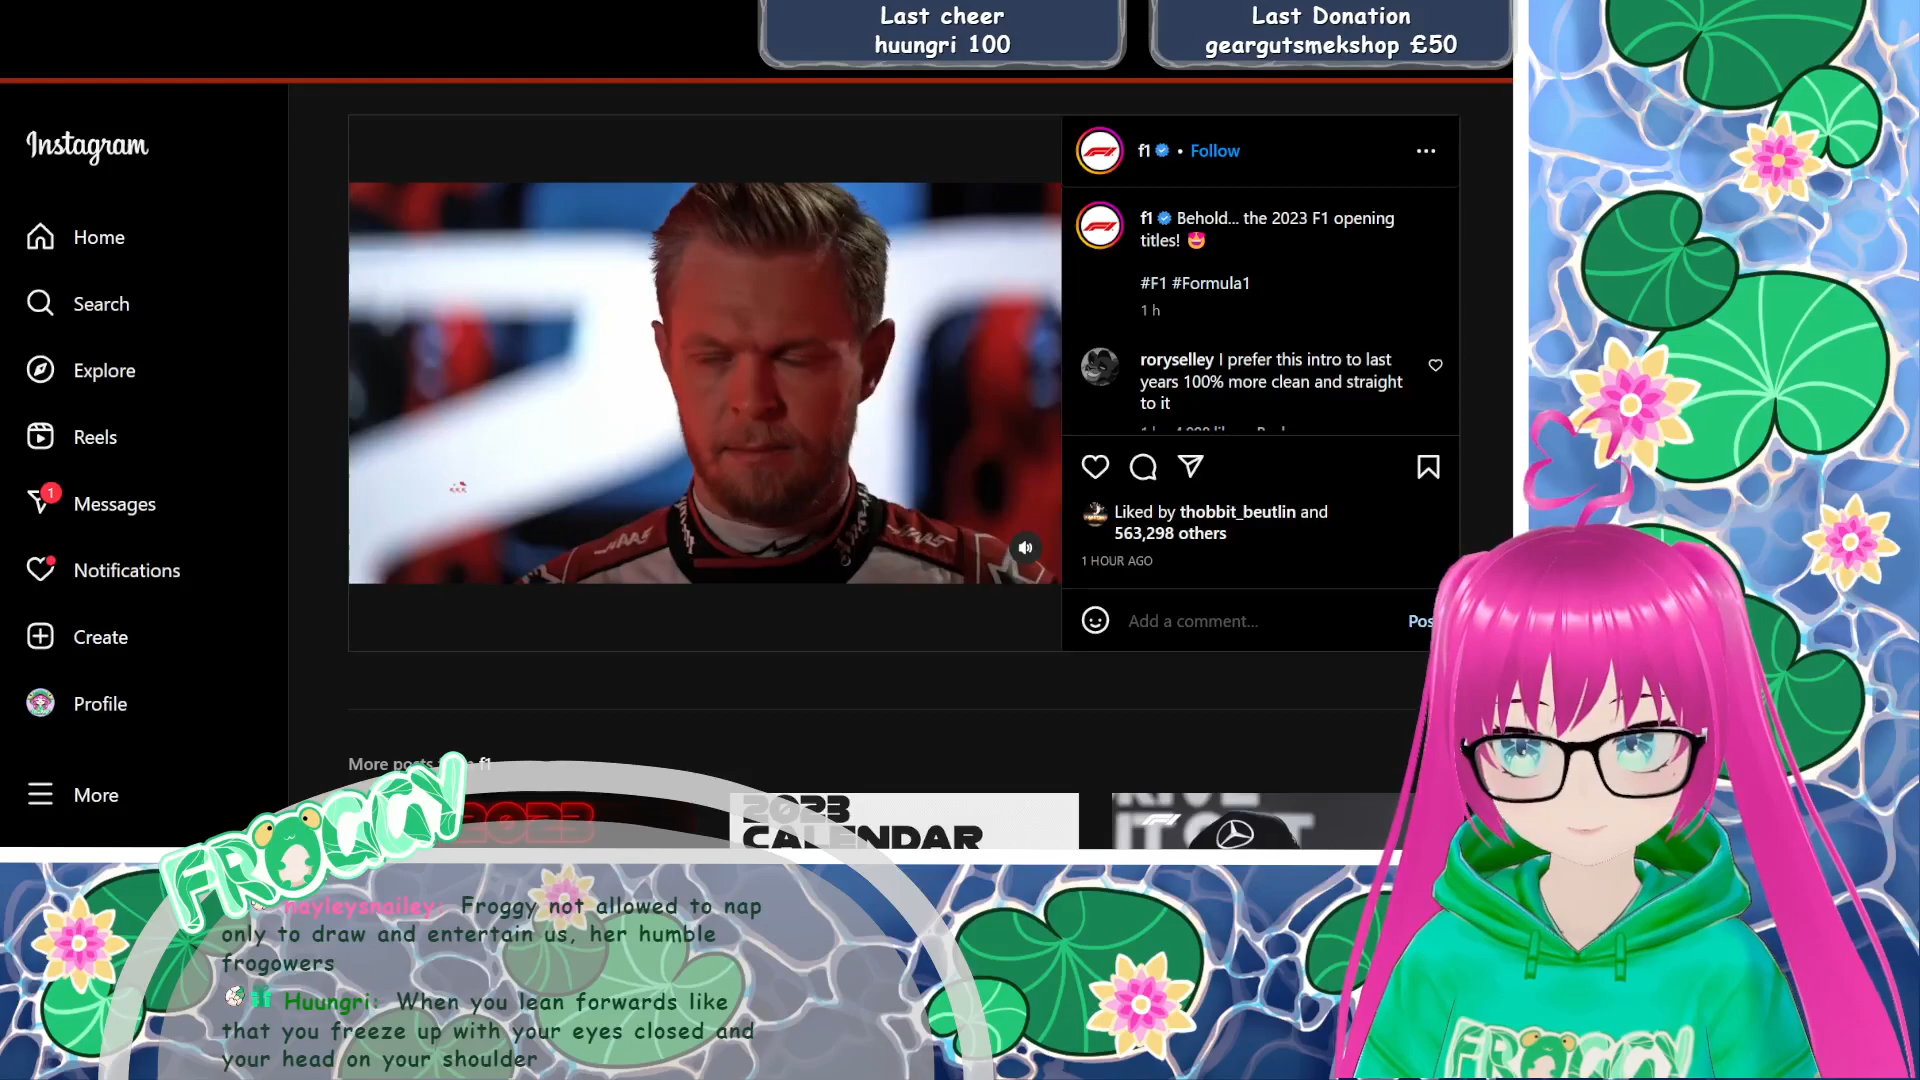 Last cheer
huungri 100
Last Donation
geargutsmekshop £50
Instagram
Home
Search
Explore
Reels
1
Messages
Notifications
Create
Profile
More
f1 • Follow
f1 Behold... the 2023 F1 opening
titles! 🤩
#F1 #Formula1
1 h
roryselley I prefer this intro to last
years 100% more clean and straight
to it
Liked by thobbit_beutlin and
563,298 others
1 HOUR AGO
Add a comment...
Pos
HAAS
HAAS
More posts f1
2023
2023
CALENDAR
FROGGY
hayleysnailey: Froggy not allowed to nap
only to draw and entertain us, her humble
frogowers
Huungri: When you lean forwards like
that you freeze up with your eyes closed and
your head on your shoulder
FROGGY